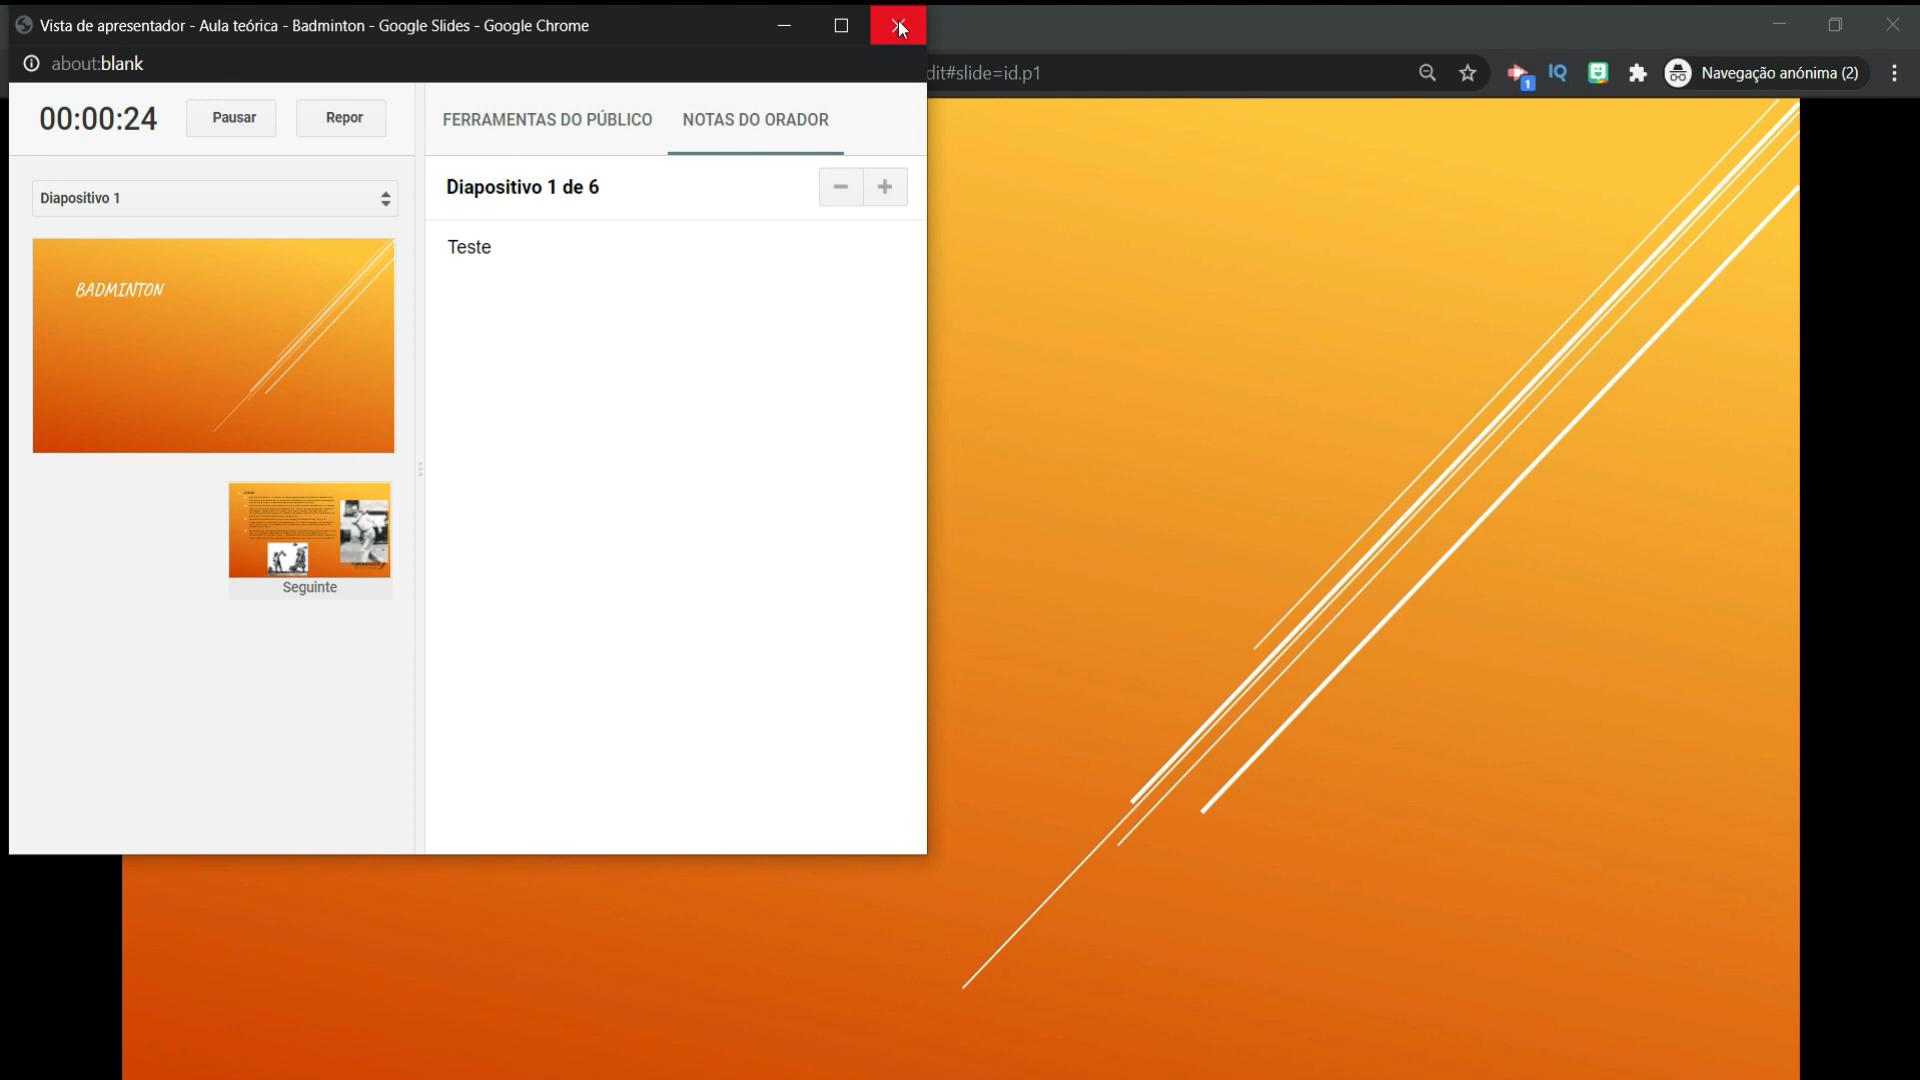 Vista de apresentador - Aula teórica - Badminton - Google Slides - Google Chrome
about:blank
dit#slide=id.p1
IQ
1
Navegação anónima (2)
00:00:24
Pausar
Repor
FERRAMENTAS DO PÚBLICO
NOTAS DO ORADOR
Diapositivo 1
Diapositivo 1 de 6
Teste
BADMINTON
Seguinte